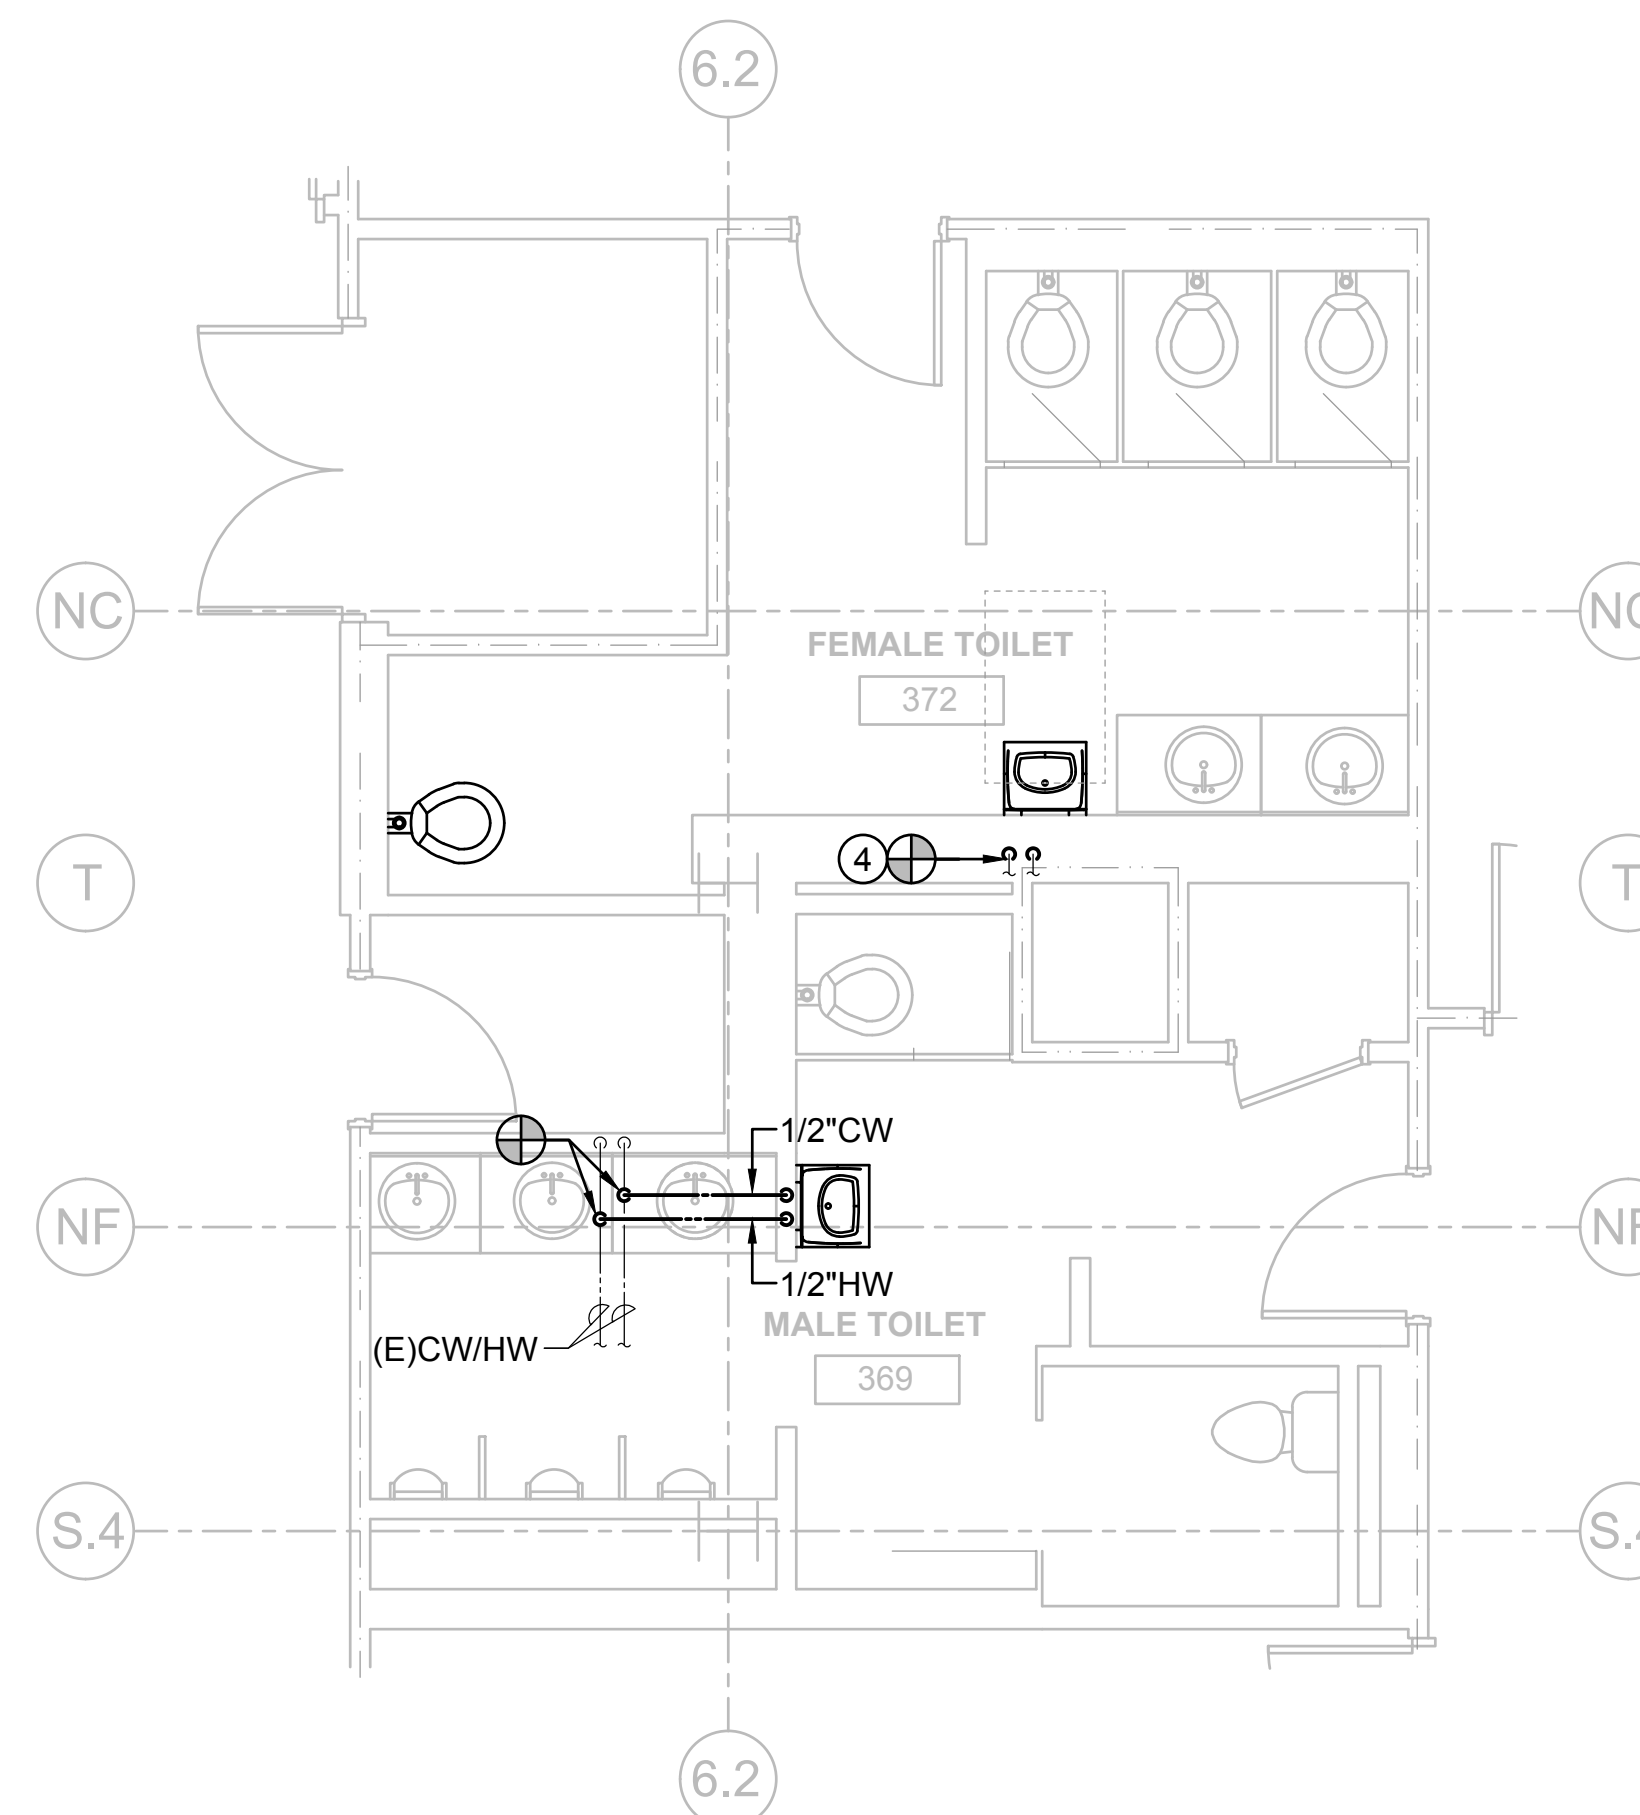 6.2
NC
NC
FEMALE TOILET
372
T
4
T
1/2"CW
NF
NF
1/2"HW
MALE TOILET
(E)CW/HW
369
S.4
S.4
6.2